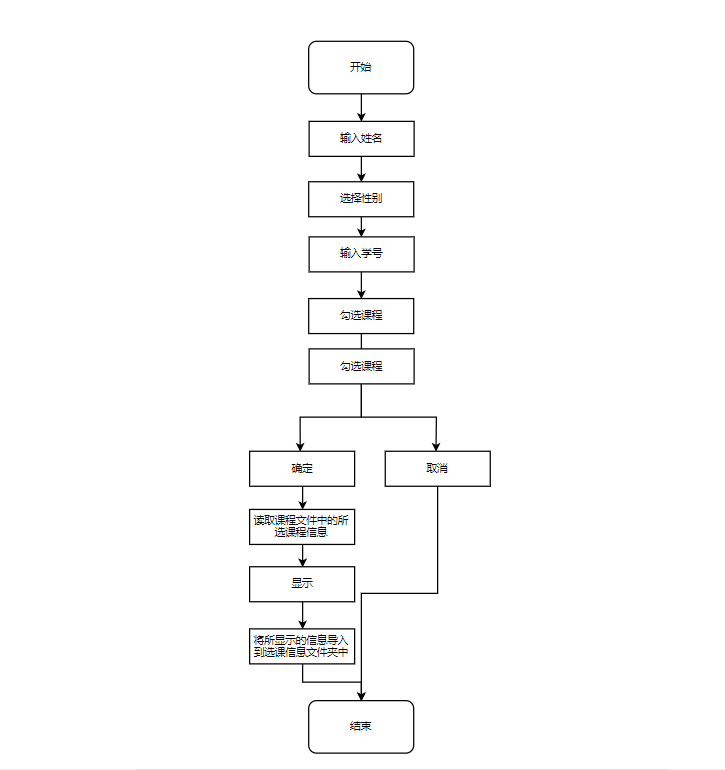 开始
输入姓名
选择性别
输入学号
勾选课程
勾选课程
确定
取消
读取课程文件中的所
选课程信息
显示
将所显示的信息导入
到选课信息文件夹中
结束